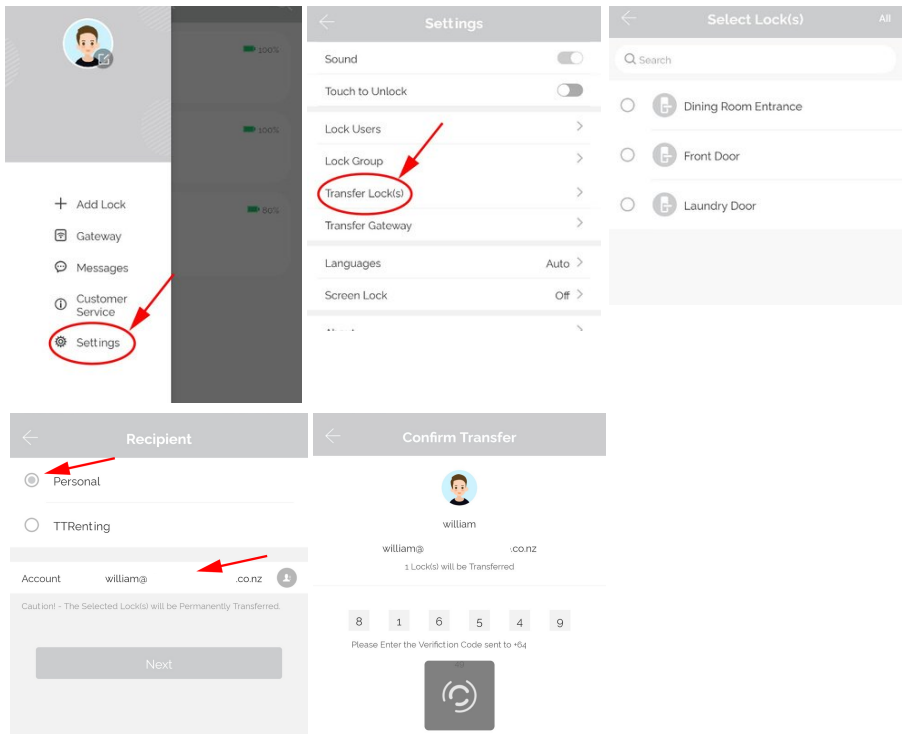 100%
100%
80%
Add Lock
Gateway
Messages
Customer
Service
Settings
Settings
Sound
Touch to Unlock
Lock Users
Lock Group
Transfer Lock(s)
Transfer Gateway
Languages Auto
Screen Lock Off
Select Lock(s) All
Search
Dining Room Entrance
Front Door
Laundry Door
Recipient
Personal
TTRenting
Account william@ .co.nz
Caution! - The Selected Lock(s) will be Permanently Transferred.
Next
Confirm Transfer
william
william@ .co.nz
1 Lock(s) will be Transferred
8 1 6 5 4 9
Please Enter the Verifiction Code sent to +64